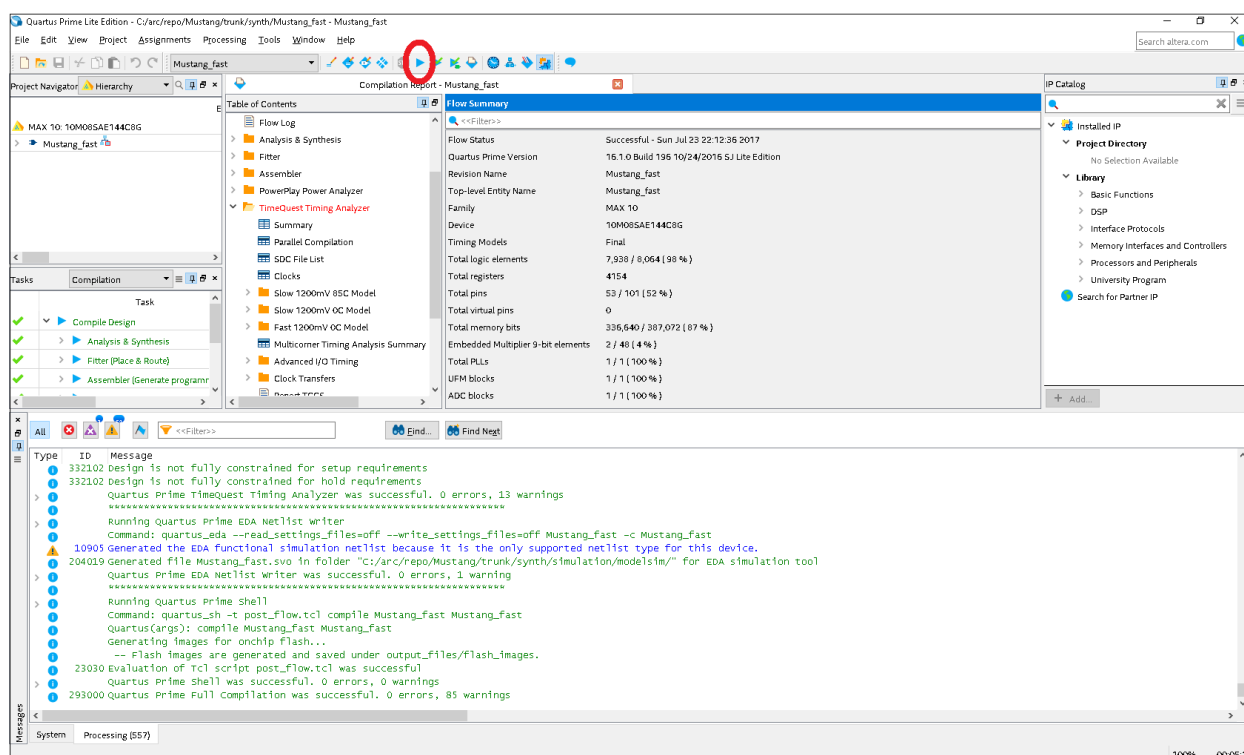 Quartus Prime Lite Edition - C:/arc/repo/Mustang/trunk/synth/Mustang_fast - Mustang_fast
File Edit View Project Assignments Processing Tools Window Help
Search altera.com
Mustang_fast
Project Navigator Hierarchy
E
MAX 10: 10M08SAE144C8G
Mustang_fast
Tasks Compilation
Task
Compile Design
Analysis & Synthesis
Fitter (Place & Route)
Assembler (Generate programr
Compilation Report - Mustang_fast
Table of Contents
Flow Log
Analysis & Synthesis
Fitter
Assembler
PowerPlay Power Analyzer
TimeQuest Timing Analyzer
Summary
Parallel Compilation
SDC File List
Clocks
Slow 1200mV 85C Model
Slow 1200mV 0C Model
Fast 1200mV 0C Model
Multicorner Timing Analysis Summary
Advanced I/O Timing
Clock Transfers
Report TCCS
Flow Summary
<<Filter>>
Flow Status Successful - Sun Jul 23 22:12:36 2017
Quartus Prime Version 16.1.0 Build 196 10/24/2016 SJ Lite Edition
Revision Name Mustang_fast
Top-level Entity Name Mustang_fast
Family MAX 10
Device 10M08SAE144C8G
Timing Models Final
Total logic elements 7,938 / 8,064 ( 98 % )
Total registers 4154
Total pins 53 / 101 ( 52 % )
Total virtual pins 0
Total memory bits 336,640 / 387,072 ( 87 % )
Embedded Multiplier 9-bit elements 2 / 48 ( 4 % )
Total PLLs 1 / 1 ( 100 % )
UFM blocks 1 / 1 ( 100 % )
ADC blocks 1 / 1 ( 100 % )
IP Catalog
Installed IP
Project Directory
No Selection Available
Library
Basic Functions
DSP
Interface Protocols
Memory Interfaces and Controllers
Processors and Peripherals
University Program
Search for Partner IP
+ Add...
All <<Filter>> Find... Find Next
Type ID Message
332102 Design is not fully constrained for setup requirements
332102 Design is not fully constrained for hold requirements
Quartus Prime TimeQuest Timing Analyzer was successful. 0 errors, 13 warnings
*******************************************************************
Running Quartus Prime EDA Netlist Writer
Command: quartus_eda --read_settings_files=off --write_settings_files=off Mustang_fast -c Mustang_fast
10905 Generated the EDA functional simulation netlist because it is the only supported netlist type for this device.
204019 Generated file Mustang_fast.svo in folder "C:/arc/repo/Mustang/trunk/synth/simulation/modelsim/" for EDA simulation tool
Quartus Prime EDA Netlist Writer was successful. 0 errors, 1 warning
*******************************************************************
Running Quartus Prime Shell
Command: quartus_sh -t post_flow.tcl compile Mustang_fast Mustang_fast
Quartus(args): compile Mustang_fast Mustang_fast
Generating images for onchip flash...
-- Flash images are generated and saved under output_files/flash_images.
23030 Evaluation of Tcl script post_flow.tcl was successful
Quartus Prime Shell was successful. 0 errors, 0 warnings
293000 Quartus Prime Full Compilation was successful. 0 errors, 85 warnings
Messages
System Processing (557)
100%